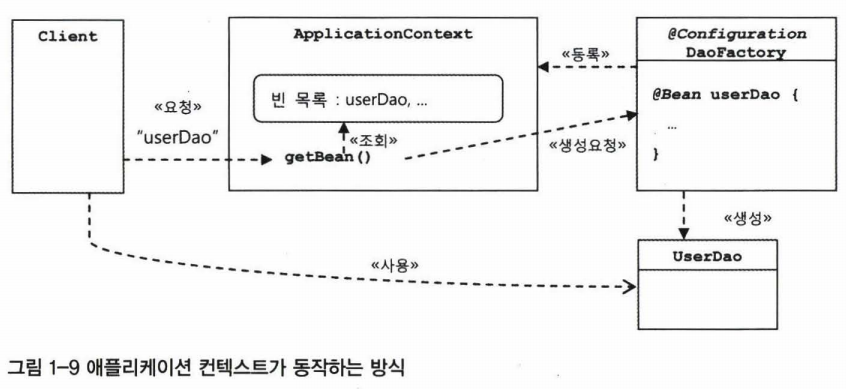 Client
ApplicationContext
@Configuration
DaoFactory
«등록»
@Bean userDao {
...
}
빈 목록 : userDao, ...
«요청»
"userDao"
«조회»
getBean()
«생성요청»
«생성»
UserDao
«사용»
그림 1-9 애플리케이션 컨텍스트가 동작하는 방식